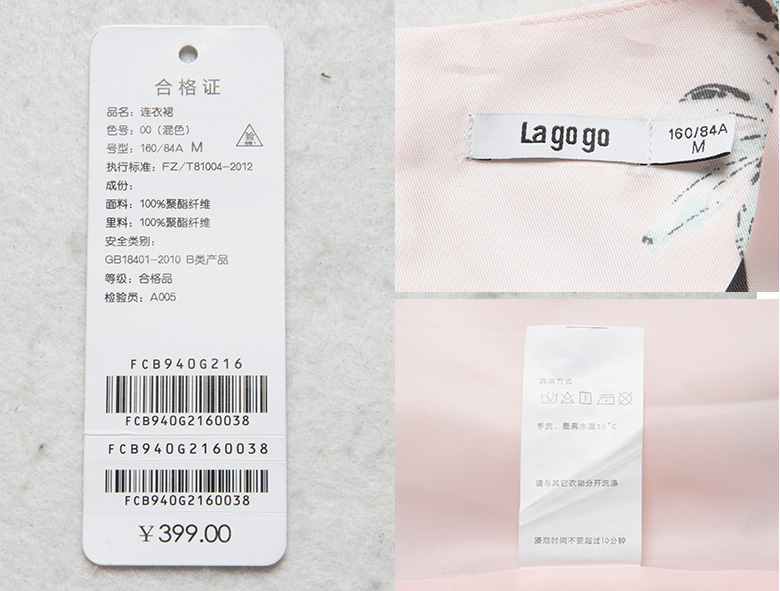 合格证
品名：连衣裙
色号：00（混色）
号型：160/84A M
验
执行标准：FZ/T81004-2012
成份：
面料：100%聚酯纤维
里料：100%聚酯纤维
安全类别：
GB18401-2010 B类产品
等级：合格品
检验员：A005
FCB940G216
FCB940G2160038
FCB940G2160038
FCB940G2160038
￥399.00
Lagogo
160/84A
M
洗涤方式
手洗，最高水温30°C
请与其它衣物分开洗涤
浸泡时间不要超过10分钟